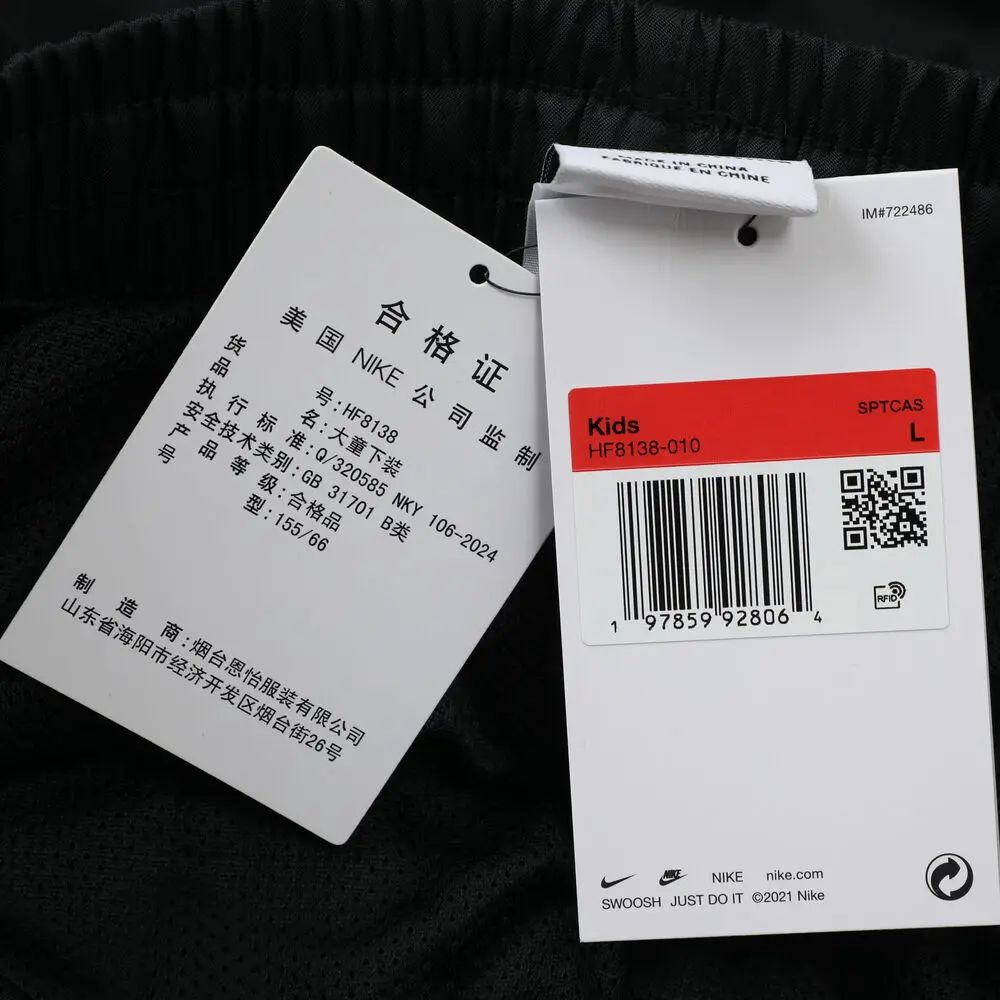 合格证
美国NIKE公司监制
货号:HF8138
品名:大童下装
执行标准:Q/320585 NKY 106-2024
安全技术类别:GB 31701 B类
产品等级:合格品
号型:155/66
制造商:烟台恩怡服装有限公司
山东省海阳市经济开发区烟台街26号
MADE IN CHINA
FABRIQUE EN CHINE
IM#722486
Kids
SPTCAS
HF8138-010
L
1 97859 92806 4
RFID
NIKE nike.com
SWOOSH JUST DO IT ©2021 Nike